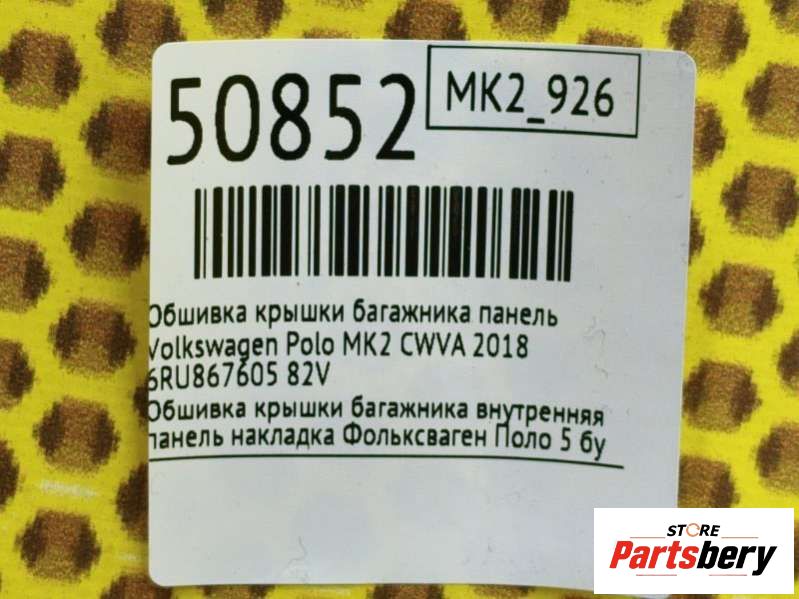 50852
MK2_926
Обшивка крышки багажника панель
Volkswagen Polo MK2 CWVA 2018
6RU867605 82V
Обшивка крышки багажника внутренняя
панель накладка Фольксваген Поло 5 бу
STORE
Partsbery